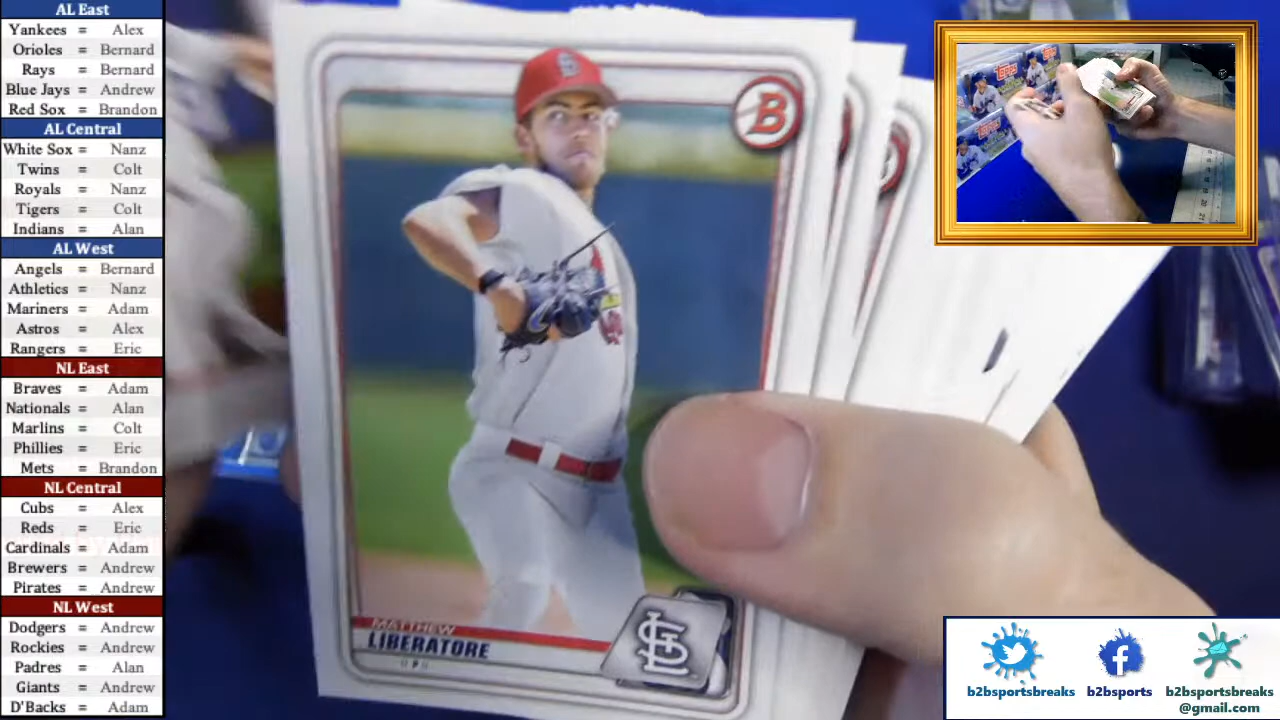 AL East
Yankees = Alex
Orioles = Bernard
Rays = Bernard
Blue Jays = Andrew
Red Sox = Brandon
AL Central
White Sox = Nanz
Twins = Colt
Royals = Nanz
Tigers = Colt
Indians = Alan
AL West
Angels = Bernard
Athletics = Nanz
Mariners = Adam
Astros = Alex
Rangers = Eric
NL East
Braves = Adam
Nationals = Alan
Marlins = Colt
Phillies = Eric
Mets = Brandon
NL Central
Cubs = Alex
Reds = Eric
Cardinals = Adam
Brewers = Andrew
Pirates = Andrew
NL West
Dodgers = Andrew
Rockies = Andrew
Padres = Alan
Giants = Andrew
D'Backs = Adam
B
MATTHEW
LIBERATORE
P
STL
Topps
b2bsportsbreaks
b2bsports
b2bsportsbreaks
@gmail.com